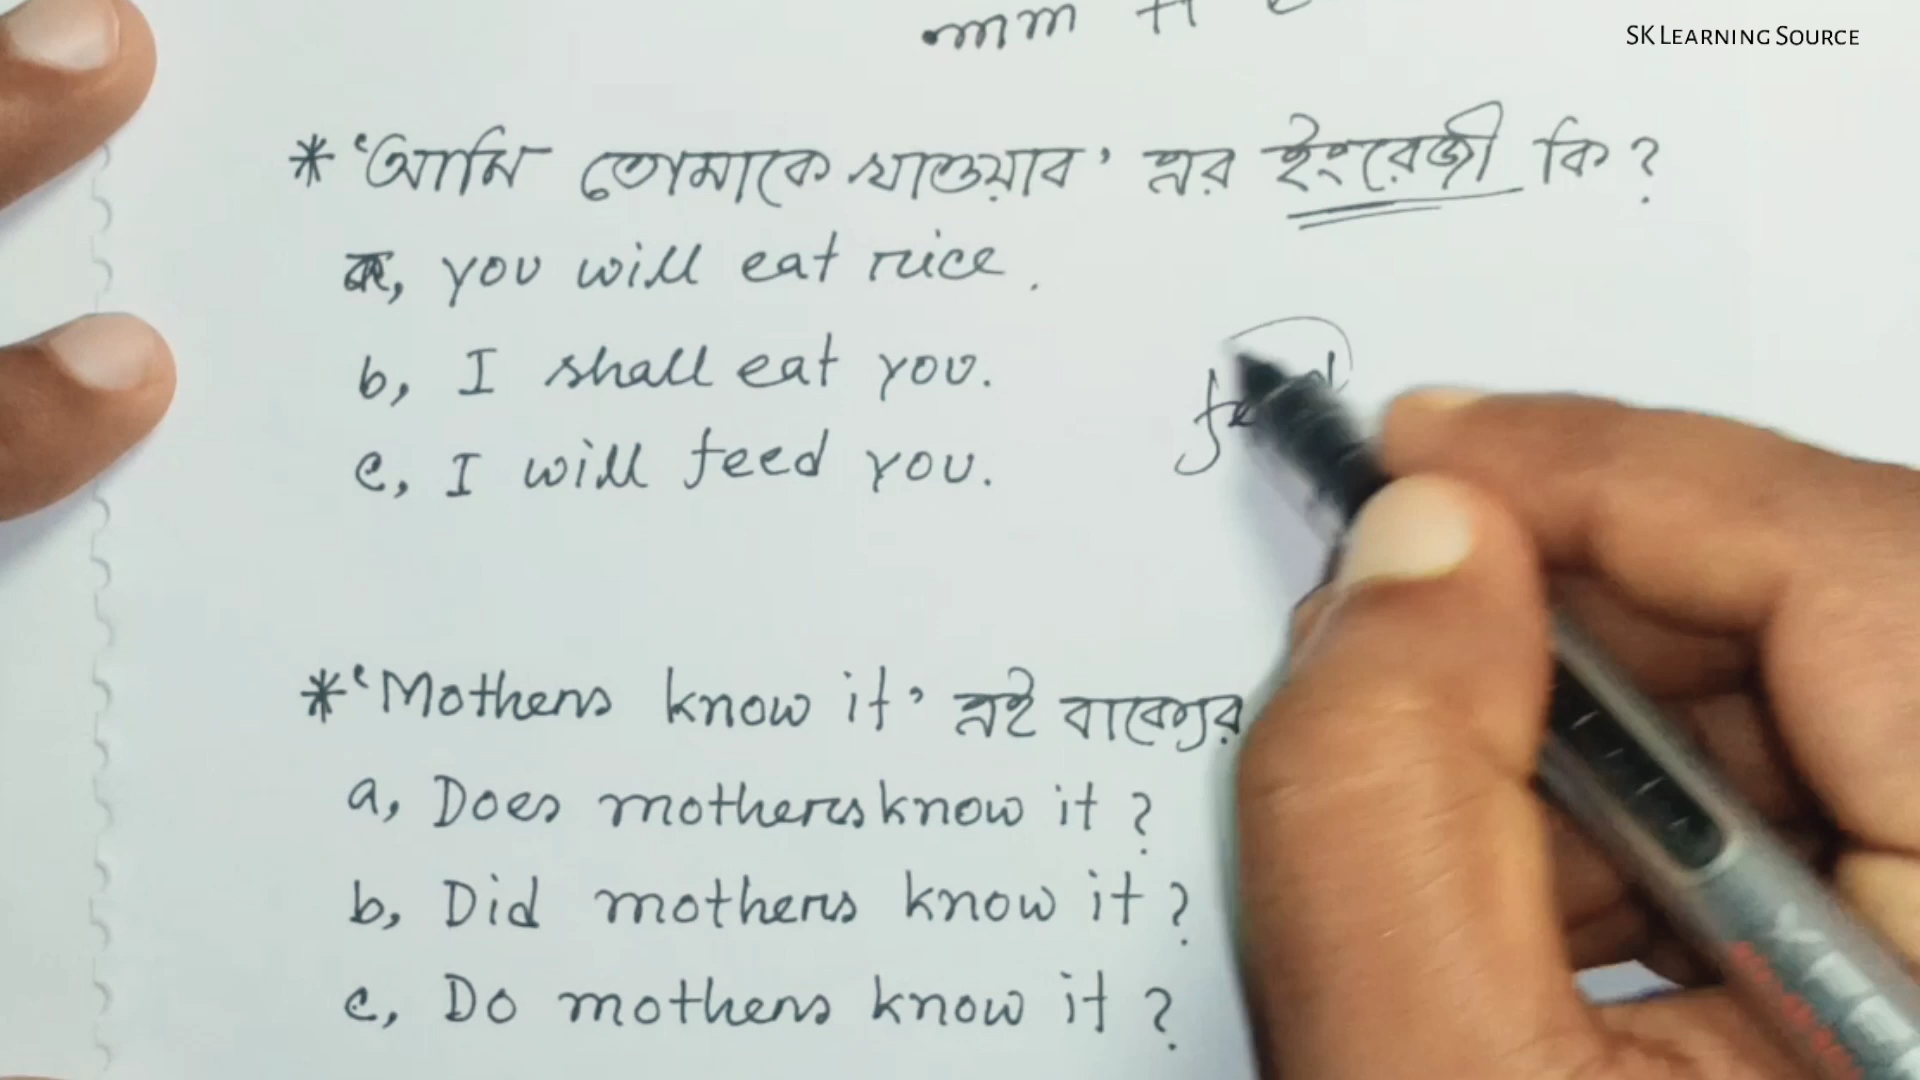 SK LEARNING SOURCE
* 'আমি তোমাকে খাওয়াব' এর ইংরেজী কি?
a, you will eat rice.
b, I shall eat you.
c, I will feed you.
* 'Mothers know it' এই বাক্যের
a, Does mothers know it?
b, Did mothers know it?
c, Do mothers know it?